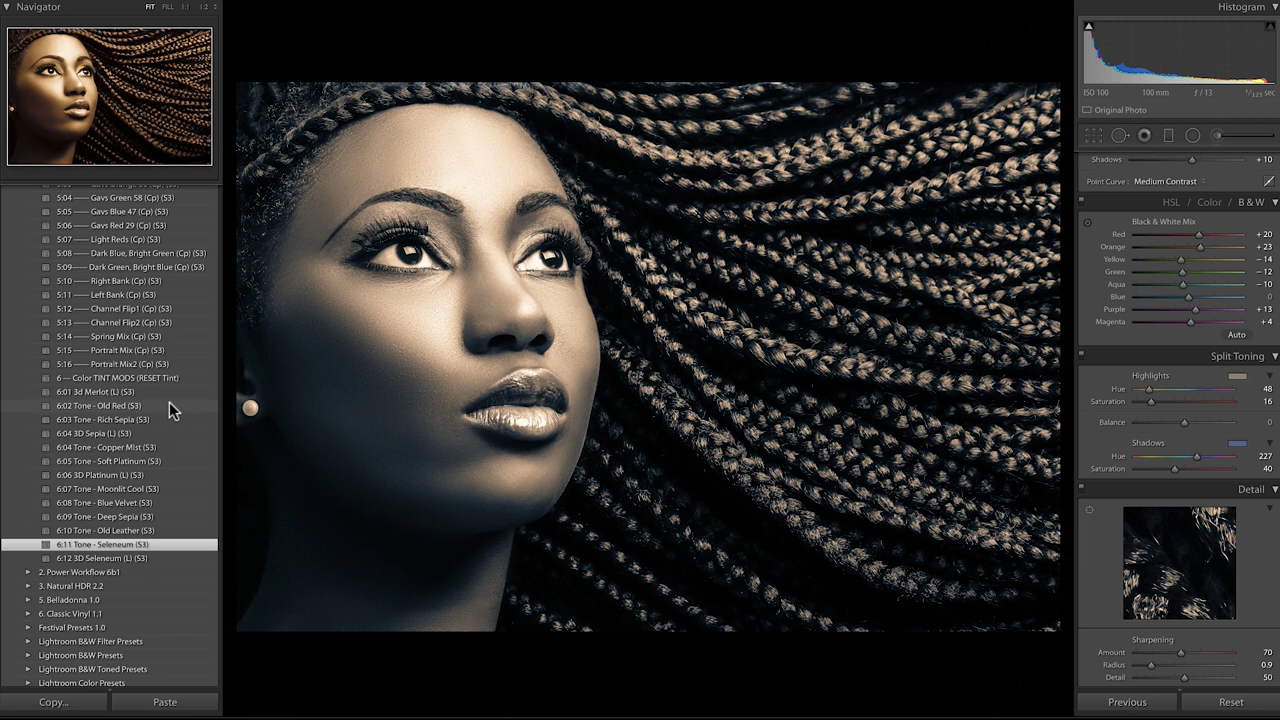 Navigator
FIT FILL 1:1 1:2
5:04 ------ Gavs Green 58 (Cp) (S3)
5:05 ------ Gavs Blue 47 (Cp) (S3)
5:06 ------ Gavs Red 29 (Cp) (S3)
5:07 ------ Light Reds (Cp) (S3)
5:08 ------ Dark Blue, Bright Green (Cp) (S3)
5:09------ Dark Green, Bright Blue (Cp) (S3)
5:10 ------ Right Bank (Cp) (S3)
5:11 ------ Left Bank (Cp) (S3)
5:12 ------ Channel Flip1 (Cp) (S3)
5:13 ------ Channel Flip2 (Cp) (S3)
5:14 ------ Spring Mix (Cp) (S3)
5:15 ------ Portrait Mix (Cp) (S3)
5:16 ------ Portrait Mix2 (Cp) (S3)
6 --- Color TINT MODS (RESET Tint)
6:01 3d Merlot (L) (S3)
6:02 Tone - Old Red (S3)
6:03 Tone - Rich Sepia (S3)
6:04 3D Sepia (L) (S3)
6:04 Tone - Copper Mist (S3)
6:05 Tone - Soft Platinum (S3)
6:06 3D Platinum (L) (S3)
6:07 Tone - Moonlit Cool (S3)
6:08 Tone - Blue Velvet (S3)
6:09 Tone - Deep Sepia (S3)
6:10 Tone - Old Leather (S3)
6:11 Tone - Seleneum (S3)
6:12 3D Seleneum (L) (S3)
2. Power Workflow 6b1
3. Natural HDR 2.2
5. Belladonna 1.0
6. Classic Vinyl 1.1
Festival Presets 1.0
Lightroom B&W Filter Presets
Lightroom B&W Presets
Lightroom B&W Toned Presets
Lightroom Color Presets
Copy... Paste
Histogram
ISO 100 100 mm ƒ / 13 1/125 sec
Original Photo
Shadows + 10
Point Curve : Medium Contrast
HSL / Color / B & W
Black & White Mix
Red + 20
Orange + 23
Yellow − 14
Green − 12
Aqua − 10
Blue 0
Purple + 13
Magenta + 4
Auto
Split Toning
Highlights
Hue 48
Saturation 16
Balance 0
Shadows
Hue 227
Saturation 40
Detail
Sharpening
Amount 70
Radius 0.9
Detail 50
Previous Reset